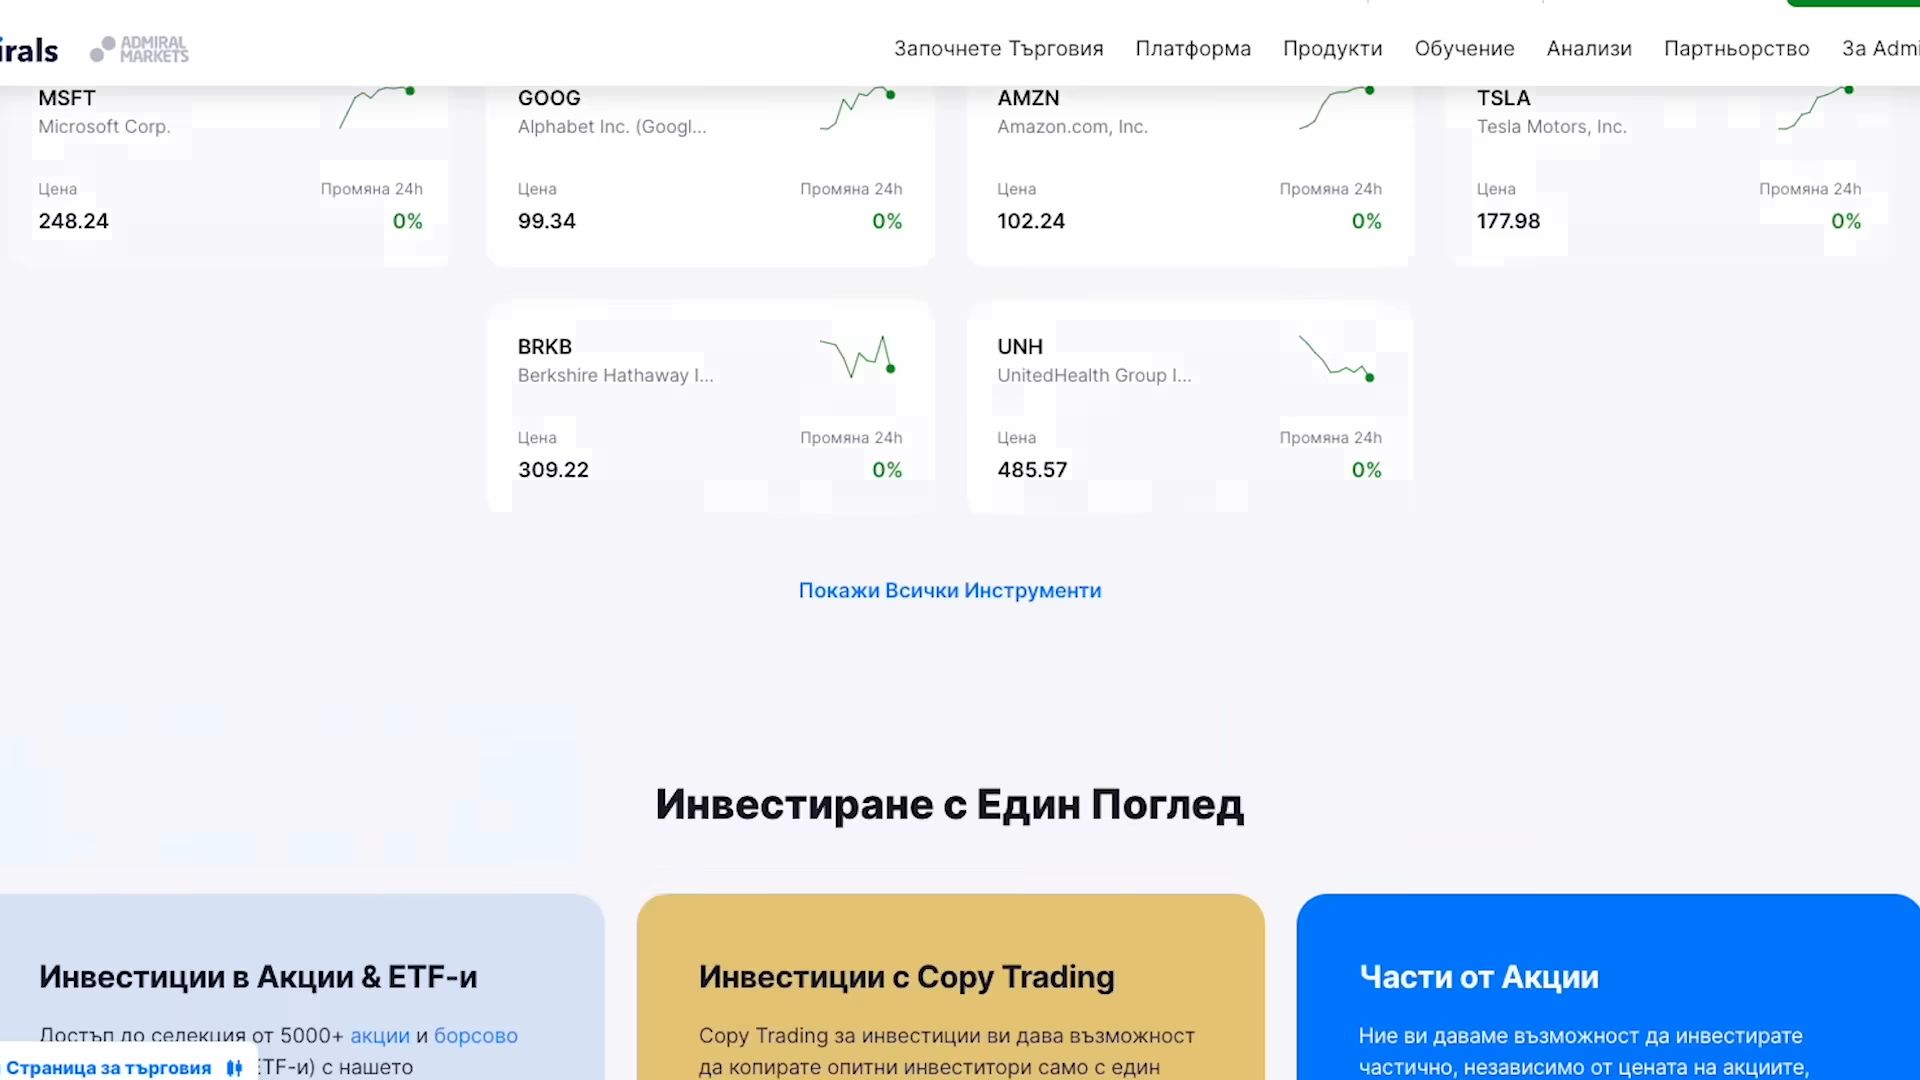 irals
ADMIRAL
MARKETS
Започнете Търговия
Платформа
Продукти
Обучение
Анализи
Партньорство
За Admi
MSFT
Microsoft Corp.
Цена
Промяна 24h
248.24
0%
GOOG
Alphabet Inc. (Googl...
Цена
Промяна 24h
99.34
0%
AMZN
Amazon.com, Inc.
Цена
Промяна 24h
102.24
0%
TSLA
Tesla Motors, Inc.
Цена
Промяна 24h
177.98
0%
BRKB
Berkshire Hathaway I...
Цена
Промяна 24h
309.22
0%
UNH
UnitedHealth Group I...
Цена
Промяна 24h
485.57
0%
Покажи Всички Инструменти
Инвестиране с Един Поглед
Инвестиции в Акции & ETF-и
Достъп до селекция от 5000+ акции и борсово
ETF-и) с нашето
Страница за търговия
Инвестиции с Copy Trading
Copy Trading за инвестиции ви дава възможност
да копирате опитни инвеститори само с един
Части от Акции
Ние ви даваме възможност да инвестирате
частично, независимо от цената на акциите,